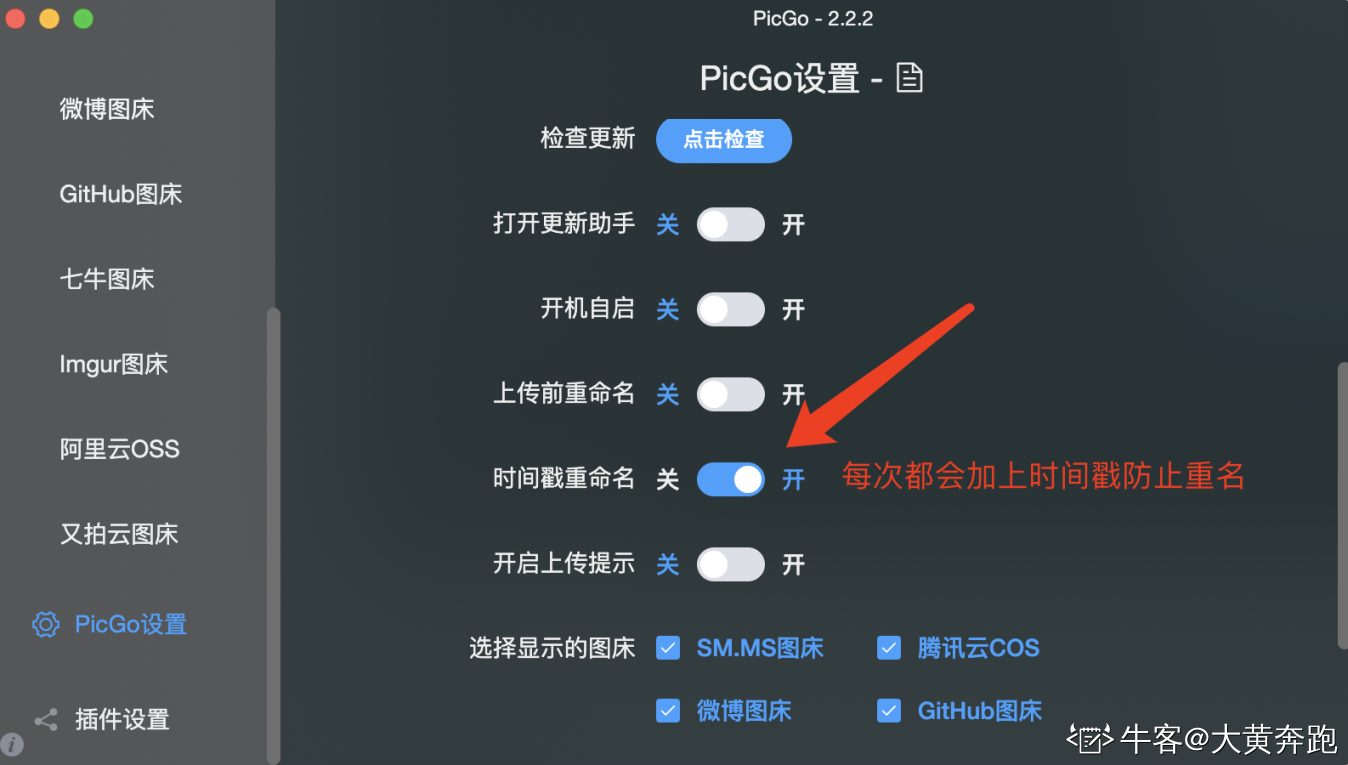 PicGo - 2.2.2
微博图床
GitHub图床
七牛图床
Imgur图床
阿里云OSS
又拍云图床
PicGo设置
插件设置
PicGo设置 -
检查更新 点击检查
打开更新助手 关 开
开机自启 关 开
上传前重命名 关 开
时间戳重命名 关 开 每次都会加上时间戳防止重名
开启上传提示 关 开
选择显示的图床 SM.MS图床 腾讯云COS
微博图床 GitHub图床
牛客@大黄奔跑